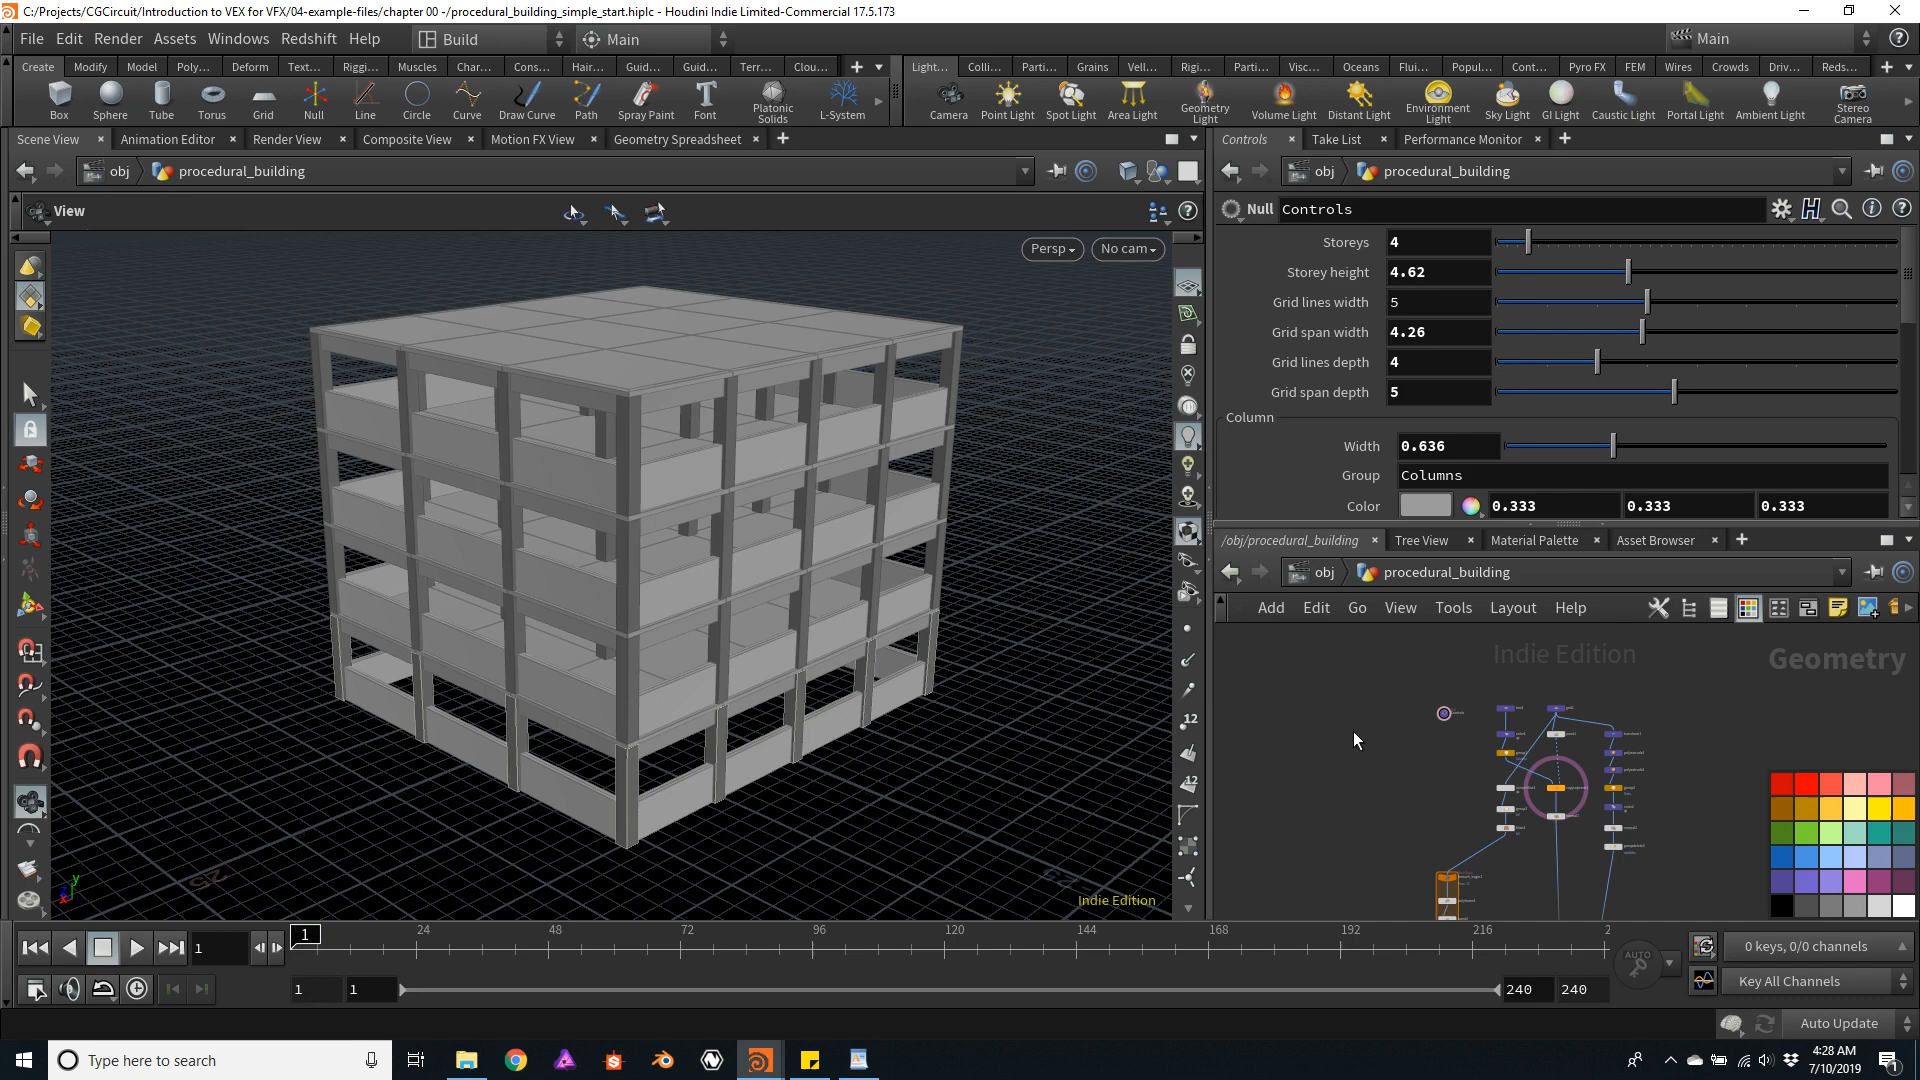 C:/Projects/CGCircuit/Introduction to VEX for VFX/04-example-files/chapter 00 -/procedural_building_simple_start.hiplc - Houdini Indie Limited-Commercial 17.5.173
File Edit Render Assets Windows Redshift Help Build Main Main
Create Modify Model Poly... Deform Text... Riggi... Muscles Char... Cons... Hair... Guid... Guid... Terr... Clou...
Light... Colli... Parti... Grains Vell... Rigi... Parti... Visc... Oceans Flui... Popul... Cont... Pyro FX FEM Wires Crowds Driv... Reds...
Box Sphere Tube Torus Grid Null Line Circle Curve Draw Curve Path Spray Paint Font Platonic Solids L-System
Camera Point Light Spot Light Area Light Geometry Light Volume Light Distant Light Environment Light Sky Light GI Light Caustic Light Portal Light Ambient Light Stereo Camera
Scene View Animation Editor Render View Composite View Motion FX View Geometry Spreadsheet
Controls Take List Performance Monitor
obj procedural_building
obj procedural_building
View
Persp No cam
Null Controls
Storeys 4
Storey height 4.62
Grid lines width 5
Grid span width 4.26
Grid lines depth 4
Grid span depth 5
Column
Width 0.636
Group Columns
Color 0.333 0.333 0.333
/obj/procedural_building Tree View Material Palette Asset Browser
obj procedural_building
Add Edit Go View Tools Layout Help
Indie Edition
Geometry
12
12
y
z
x
Indie Edition
1 1 24 48 72 96 120 144 168 192 216 2
AUTO
0 keys, 0/0 channels
1 1 240 240
Key All Channels
Auto Update
Type here to search
4:28 AM
7/10/2019
1